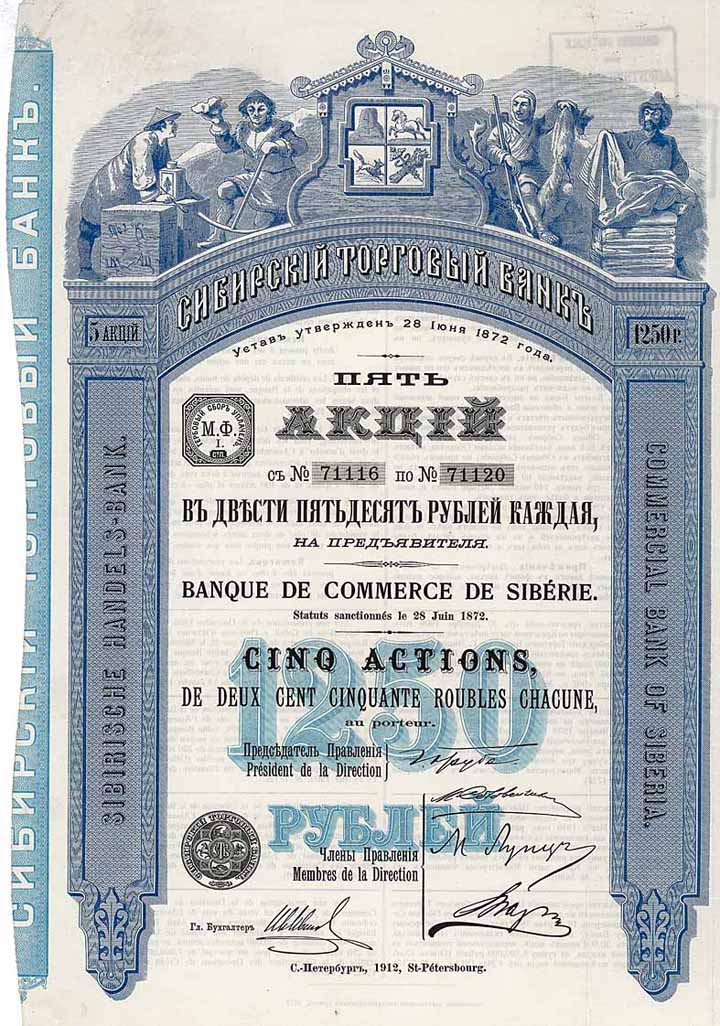 СИБИРСКІЙ ТОРГОВЫЙ БАНКЪ.
СИБИРСКІЙ ТОРГОВЫЙ БАНКЪ
5 АКЦІЙ.
1250 Р.
Уставъ утвержденъ 28 Іюня 1872 года.
ПЯТЬ
АКЦІЙ
ГЕРБОВЫЙ СБОРЪ УПЛАЧЕНЪ
М.Ф.
I.
СПБ.
съ № 71116 по № 71120
ВЪ ДВѢСТИ ПЯТЬДЕСЯТЪ РУБЛЕЙ КАЖДАЯ,
НА ПРЕДЪЯВИТЕЛЯ.
BANQUE DE COMMERCE DE SIBÉRIE.
Statuts sanctionnés le 28 Juin 1872.
CINQ ACTIONS,
DE DEUX CENT CINQUANTE ROUBLES CHACUNE,
au porteur.
1250
РУБЛЕЙ
Предсѣдатель Правленія
Président de la Direction
Члены Правленія
Membres de la Direction
Гл. Бухгалтеръ
С.-Петербургъ, 1912, St-Pétersbourg.
SIBIRISCHE HANDELS-BANK.
COMMERCIAL BANK OF SIBERIA.